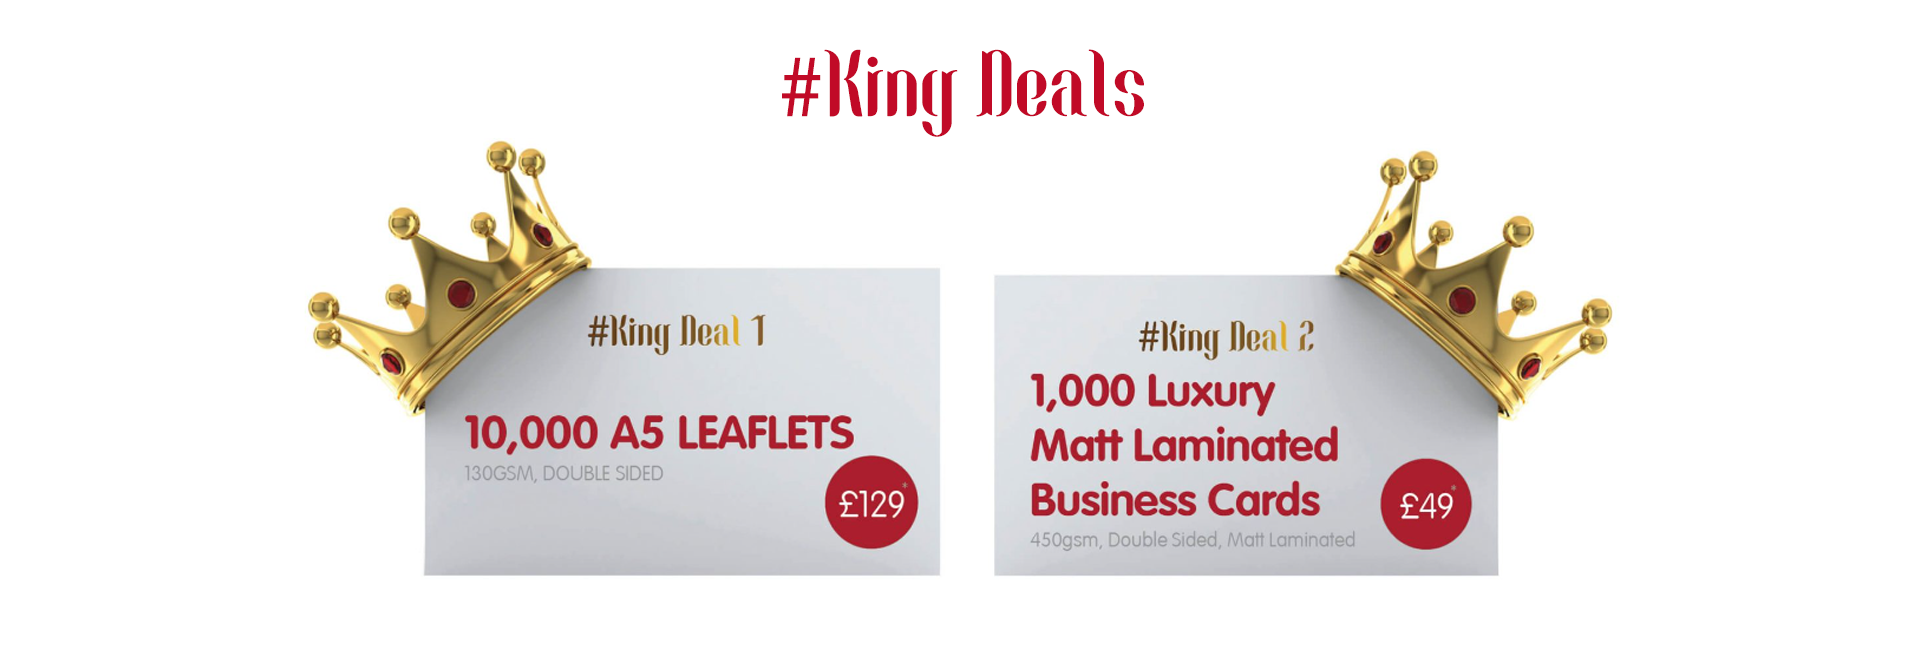 #King Deals
#King Deal 1
10,000 A5 LEAFLETS
130GSM, DOUBLE SIDED
£129*
#King Deal 2
1,000 Luxury
Matt Laminated
Business Cards
450gsm, Double Sided, Matt Laminated
£49*